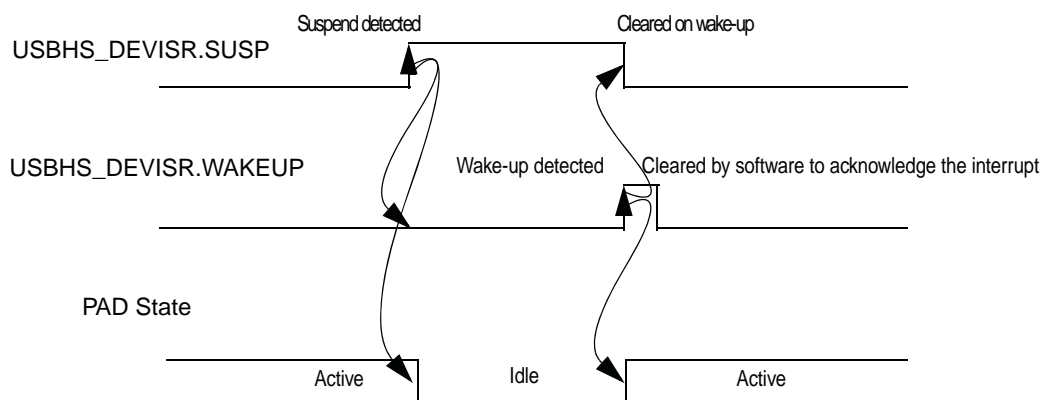 Suspend detected
Cleared on wake-up
USBHS_DEVISR.SUSP
USBHS_DEVISR.WAKEUP
Wake-up detected
Cleared by software to acknowledge the interrupt
PAD State
Active
Idle
Active